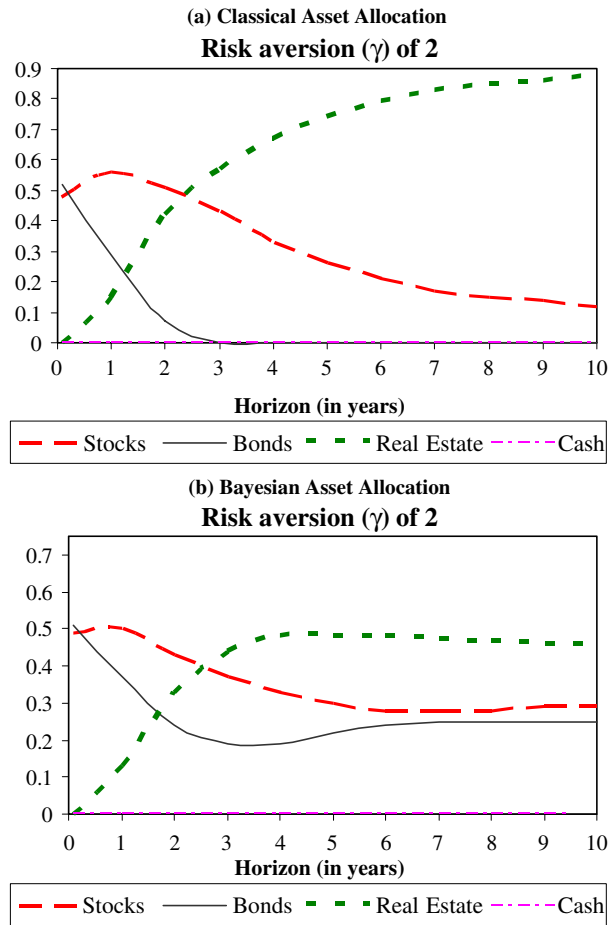 (a) Classical Asset Allocation
Risk aversion (γ) of 2
0.9
0.8
0.7
0.6
0.5
0.4
0.3
0.2
0.1
0
0 1 2 3 4 5 6 7 8 9 10
Horizon (in years)
Stocks Bonds Real Estate Cash
(b) Bayesian Asset Allocation
Risk aversion (γ) of 2
0.7
0.6
0.5
0.4
0.3
0.2
0.1
0
0 1 2 3 4 5 6 7 8 9 10
Horizon (in years)
Stocks Bonds Real Estate Cash